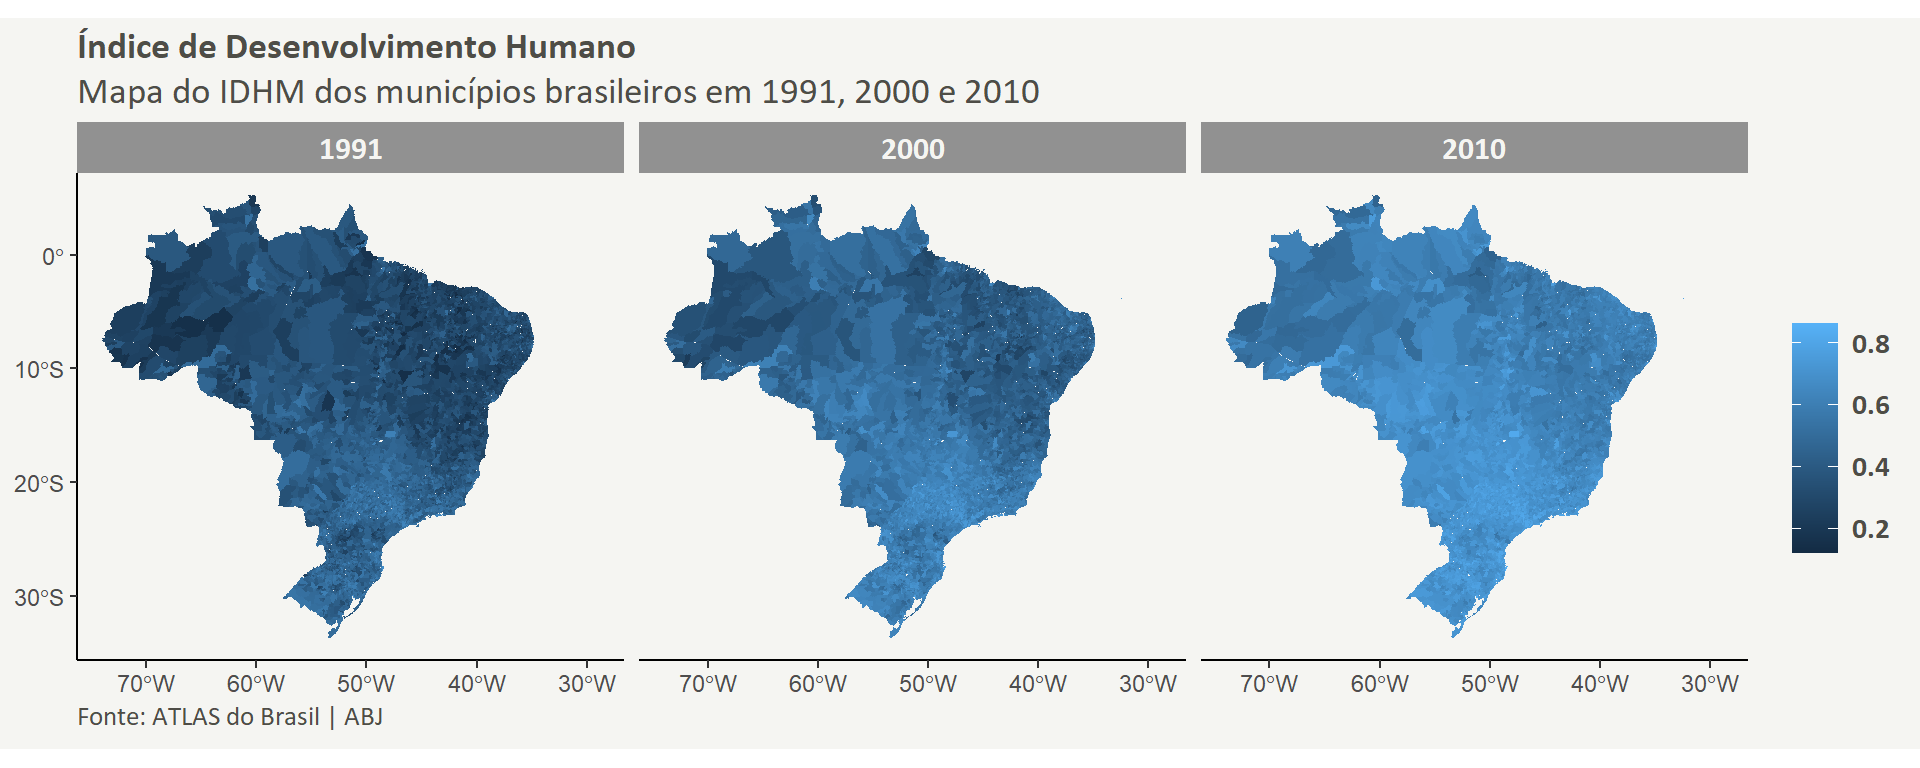 Índice de Desenvolvimento Humano
Mapa do IDHM dos municípios brasileiros em 1991, 2000 e 2010
1991 2000 2010
0°
10°S
20°S
30°S
0.8
0.6
0.4
0.2
70°W 60°W 50°W 40°W 30°W 70°W 60°W 50°W 40°W 30°W 70°W 60°W 50°W 40°W 30°W
Fonte: ATLAS do Brasil | ABJ